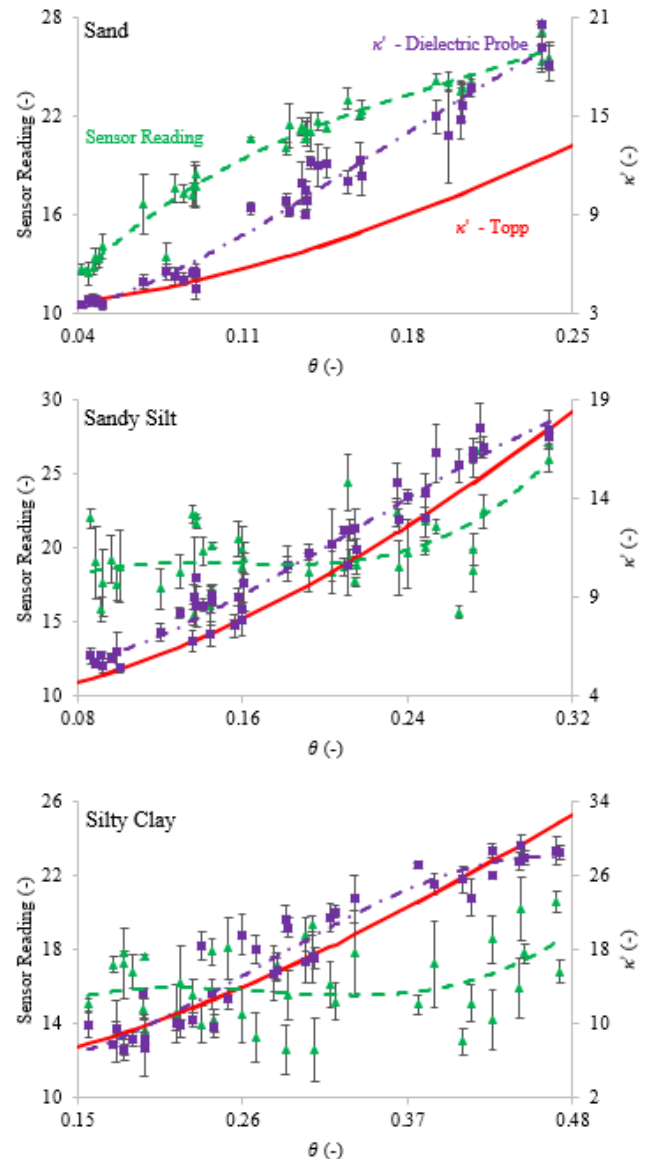 Sand
28
22
16
10
Sensor Reading (-)
21
15
9
3
κ' (-)
κ' - Dielectric Probe
Sensor Reading
κ' - Topp
0.04
0.11
0.18
0.25
θ (-)
Sandy Silt
30
25
20
15
10
Sensor Reading (-)
19
14
9
4
κ' (-)
0.08
0.16
0.24
0.32
θ (-)
Silty Clay
26
22
18
14
10
Sensor Reading (-)
34
26
18
10
2
κ' (-)
0.15
0.26
0.37
0.48
θ (-)